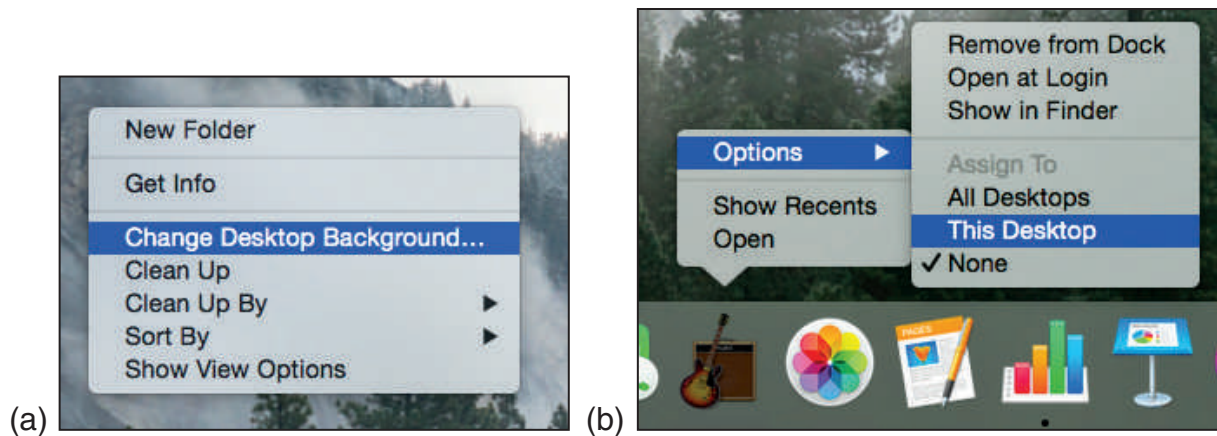 New Folder
Get Info
Change Desktop Background...
Clean Up
Clean Up By
Sort By
Show View Options
(a)
Options
Show Recents
Open
Remove from Dock
Open at Login
Show in Finder
Assign To
All Desktops
This Desktop
✓ None
PAGES
(b)